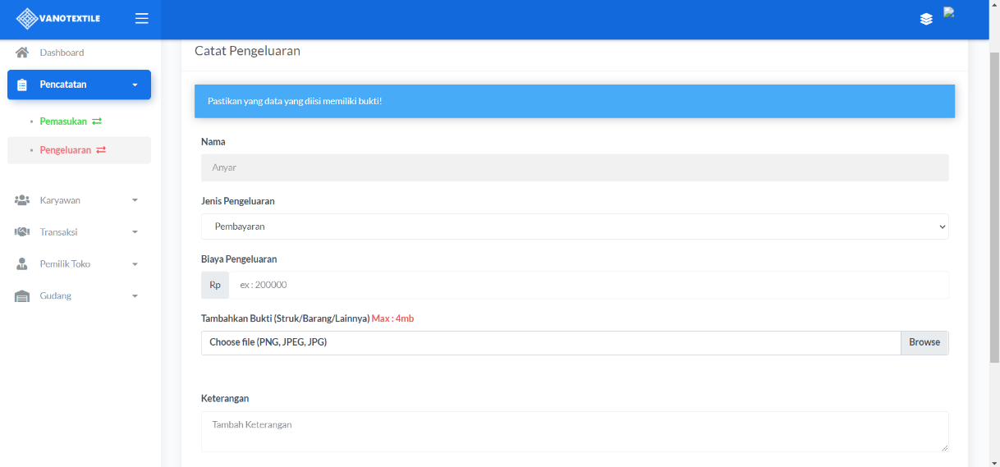 VANOTEXTILE
Dashboard
Pencatatan
Pemasukan
Pengeluaran
Karyawan
Transaksi
Pemilik Toko
Gudang
Catat Pengeluaran
Pastikan yang data yang diisi memiliki bukti!
Nama
Anyar
Jenis Pengeluaran
Pembayaran
Biaya Pengeluaran
Rp ex : 200000
Tambahkan Bukti (Struk/Barang/Lainnya) Max : 4mb
Choose file (PNG, JPEG, JPG) Browse
Keterangan
Tambah Keterangan